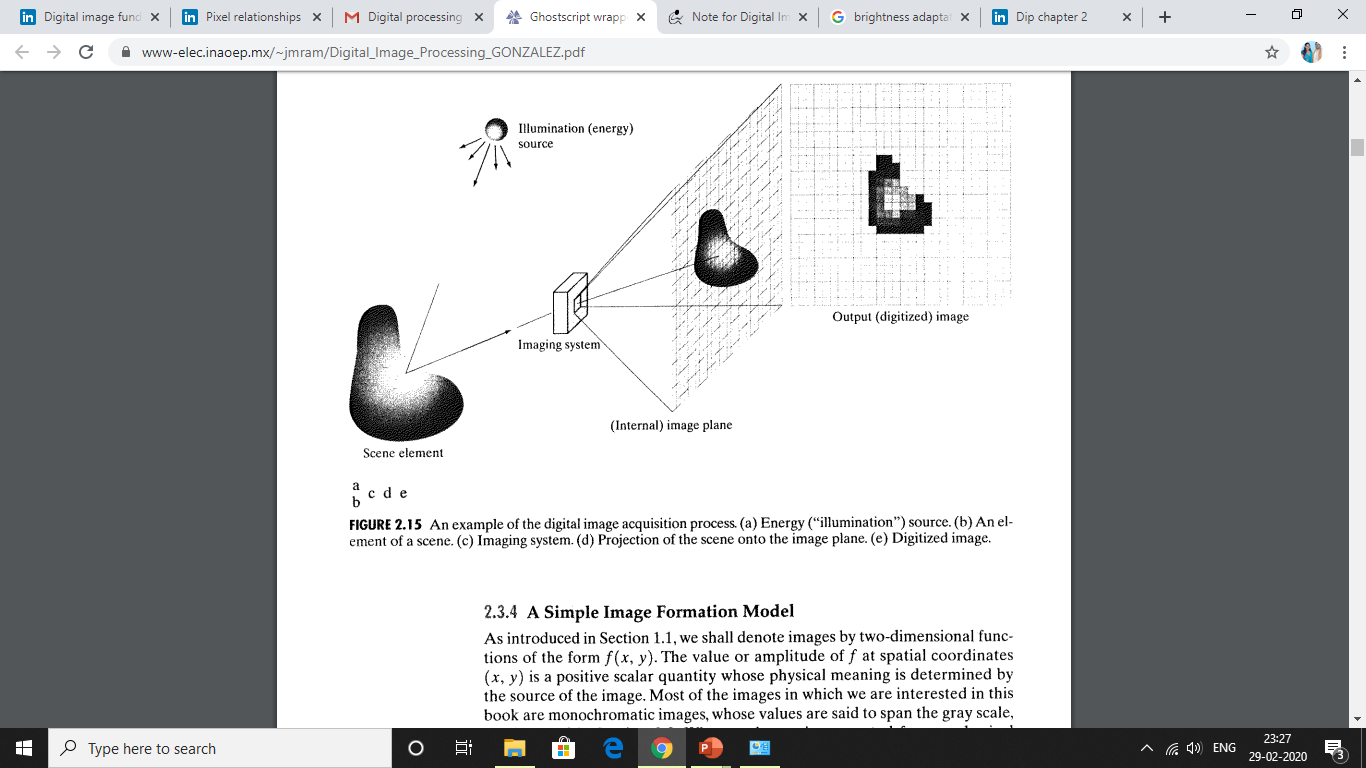 Digital image fund
Pixel relationships
Digital processing
Ghostscript wrapp
Note for Digital Im
brightness adapta
Dip chapter 2
www-elec.inaoep.mx/~jmram/Digital_Image_Processing_GONZALEZ.pdf
Illumination (energy)
source
Output (digitized) image
Imaging system
(Internal) image plane
Scene element
a
b
c d e
FIGURE 2.15 An example of the digital image acquisition process. (a) Energy (“illumination”) source. (b) An el-
ement of a scene. (c) Imaging system. (d) Projection of the scene onto the image plane. (e) Digitized image.
2.3.4 A Simple Image Formation Model
As introduced in Section 1.1, we shall denote images by two-dimensional func-
tions of the form f(x, y). The value or amplitude of f at spatial coordinates
(x, y) is a positive scalar quantity whose physical meaning is determined by
the source of the image. Most of the images in which we are interested in this
book are monochromatic images, whose values are said to span the gray scale,
Type here to search
ENG
23:27
29-02-2020
3